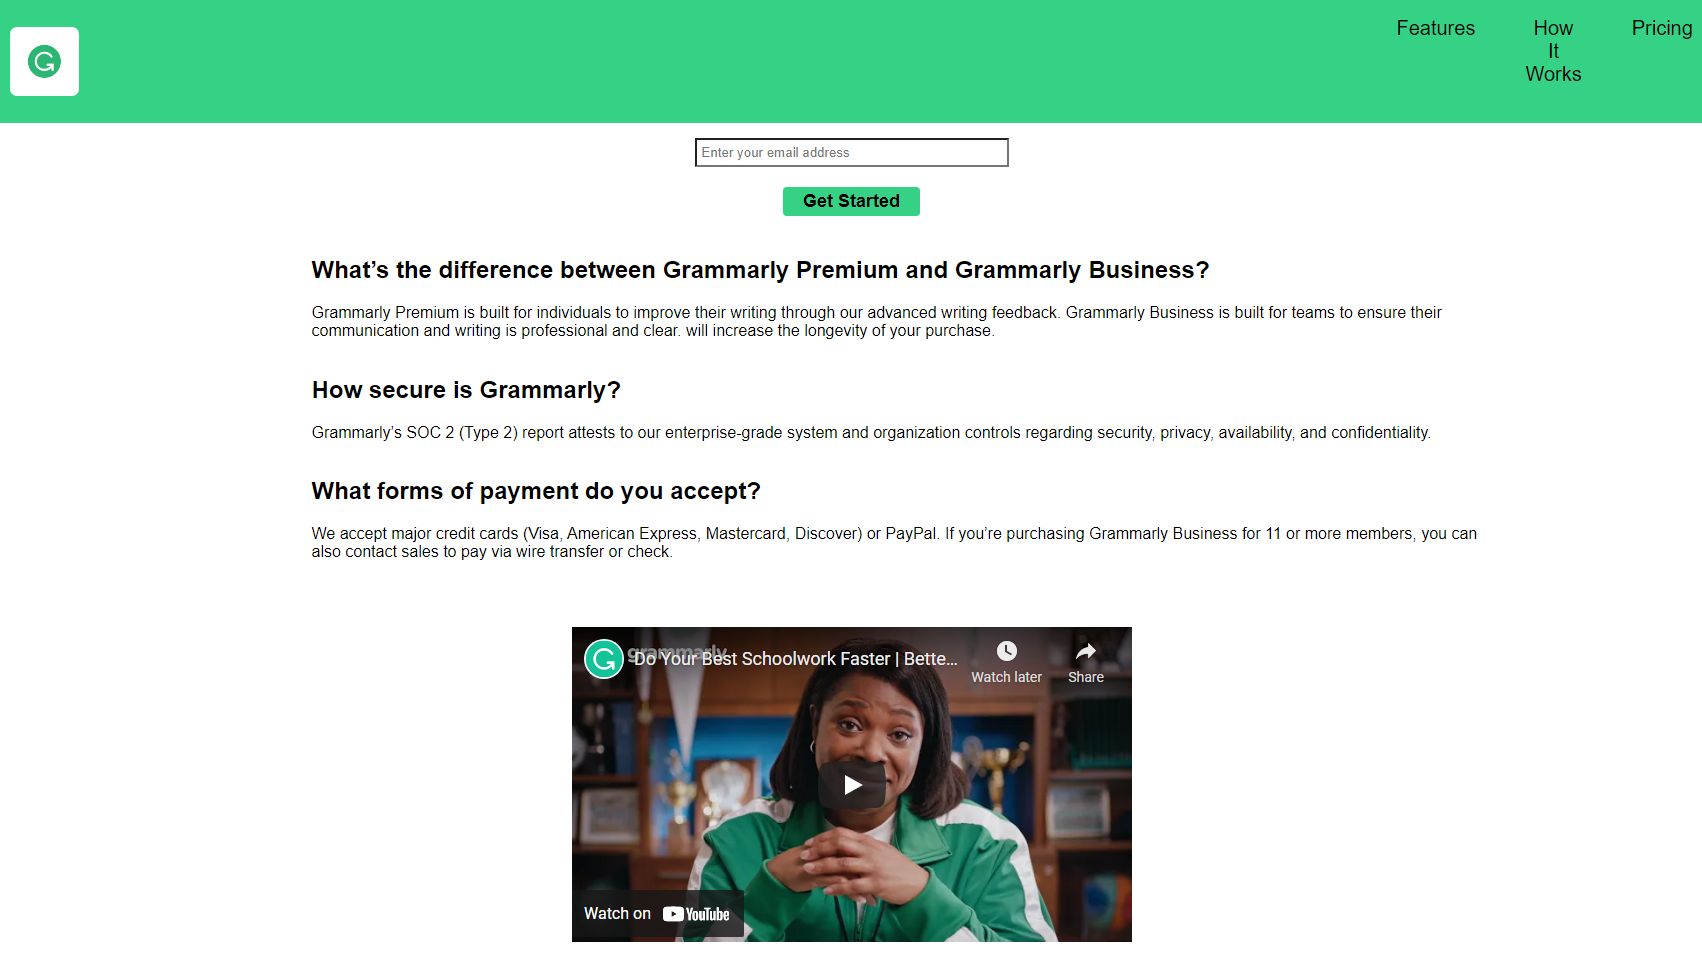 Features
How
It
Works
Pricing
Enter your email address
Get Started
What’s the difference between Grammarly Premium and Grammarly Business?
Grammarly Premium is built for individuals to improve their writing through our advanced writing feedback. Grammarly Business is built for teams to ensure their
communication and writing is professional and clear. will increase the longevity of your purchase.
How secure is Grammarly?
Grammarly’s SOC 2 (Type 2) report attests to our enterprise-grade system and organization controls regarding security, privacy, availability, and confidentiality.
What forms of payment do you accept?
We accept major credit cards (Visa, American Express, Mastercard, Discover) or PayPal. If you’re purchasing Grammarly Business for 11 or more members, you can
also contact sales to pay via wire transfer or check.
grammarly
Do Your Best Schoolwork Faster | Bette...
Watch later
Share
Watch on YouTube